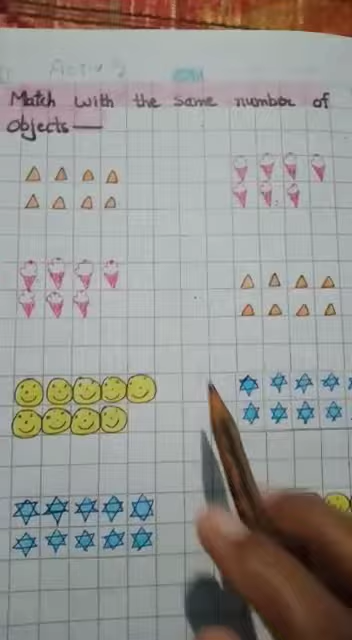 Match with the same number of
objects —